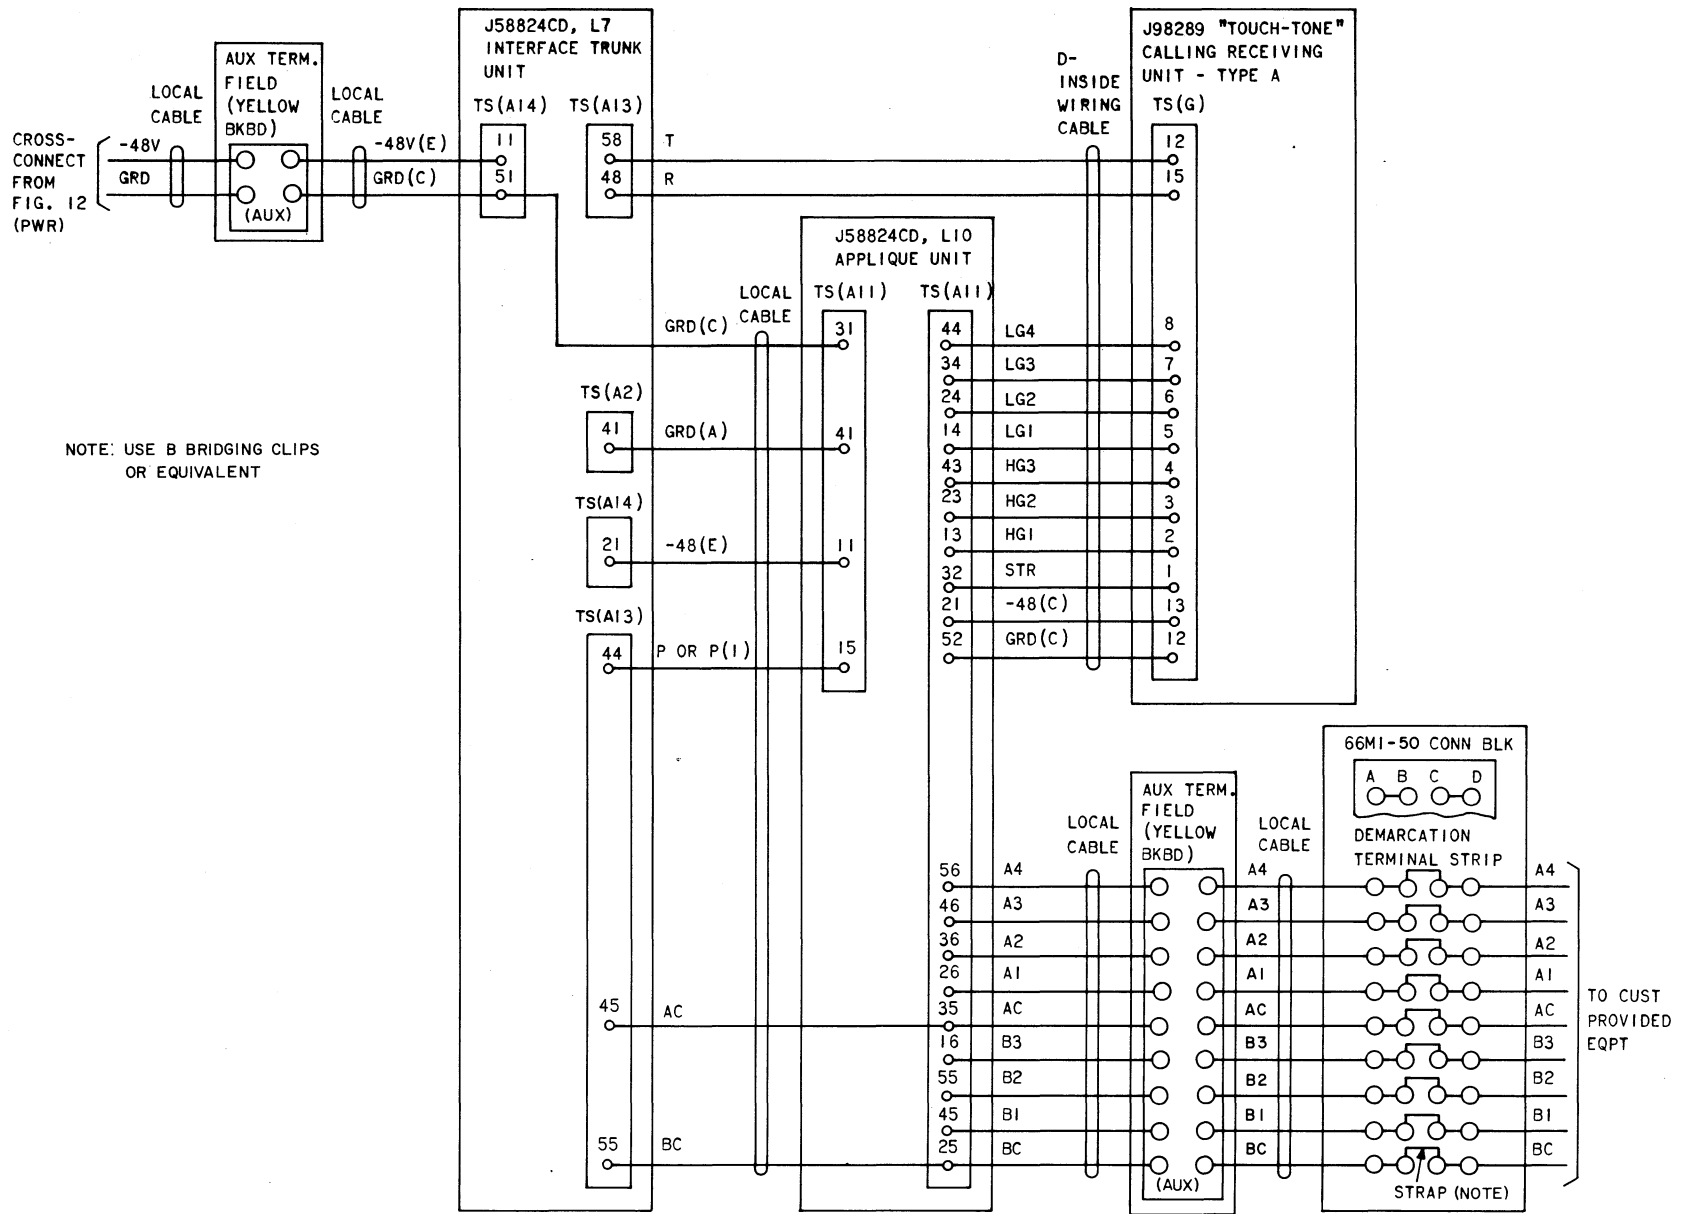 CROSS-
CONNECT
FROM
FIG. 12
(PWR)
-48V
GRD
LOCAL
CABLE
AUX TERM.
FIELD
(YELLOW
BKBD)
(AUX)
LOCAL
CABLE
-48V(E)
GRD(C)
J58824CD, L7
INTERFACE TRUNK
UNIT
TS(A14)
11
51
TS(A13)
58
48
T
R
D-
INSIDE
WIRING
CABLE
J98289 "TOUCH-TONE"
CALLING RECEIVING
UNIT - TYPE A
TS(G)
12
15
8
7
6
5
4
3
2
1
13
12
J58824CD, L10
APPLIQUE UNIT
TS(A11)
31
41
11
15
TS(A11)
44
34
24
14
43
23
13
32
21
52
LG4
LG3
LG2
LG1
HG3
HG2
HG1
STR
-48(C)
GRD(C)
LOCAL
CABLE
GRD(C)
TS(A2)
41
GRD(A)
TS(A14)
21
-48(E)
TS(A13)
44
P OR P(1)
45
AC
55
BC
NOTE: USE B BRIDGING CLIPS
OR EQUIVALENT
56
46
36
26
35
16
55
45
25
A4
A3
A2
A1
AC
B3
B2
B1
BC
LOCAL
CABLE
AUX TERM.
FIELD
(YELLOW
BKBD)
(AUX)
LOCAL
CABLE
A4
A3
A2
A1
AC
B3
B2
B1
BC
66M1-50 CONN BLK
A B C D
DEMARCATION
TERMINAL STRIP
STRAP (NOTE)
A4
A3
A2
A1
AC
B3
B2
B1
BC
TO CUST
PROVIDED
EQPT